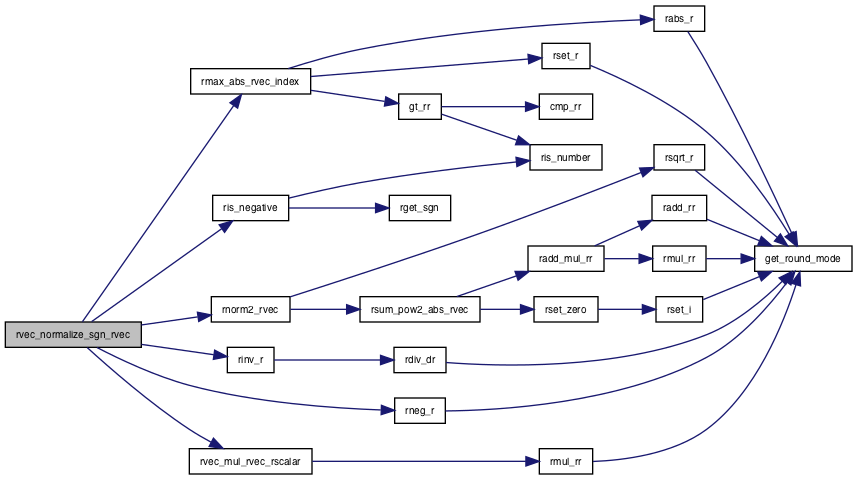 rabs_r
rset_r
rmax_abs_rvec_index
gt_rr
cmp_rr
ris_number
rsqrt_r
ris_negative
rget_sgn
radd_rr
radd_mul_rr
rmul_rr
get_round_mode
rnorm2_rvec
rsum_pow2_abs_rvec
rset_zero
rset_i
rvec_normalize_sgn_rvec
rinv_r
rdiv_dr
rneg_r
rvec_mul_rvec_rscalar
rmul_rr